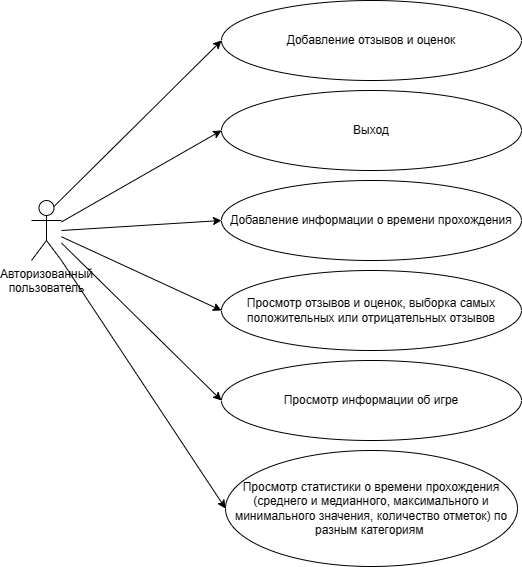 Добавление отзывов и оценок
Выход
Добавление информации о времени прохождения
Авторизованный
пользователь
Просмотр отзывов и оценок, выборка самых
положительных или отрицательных отзывов
Просмотр информации об игре
Просмотр статистики о времени прохождения
(среднего и медианного, максимального и
минимального значения, количество отметок) по
разным категориям